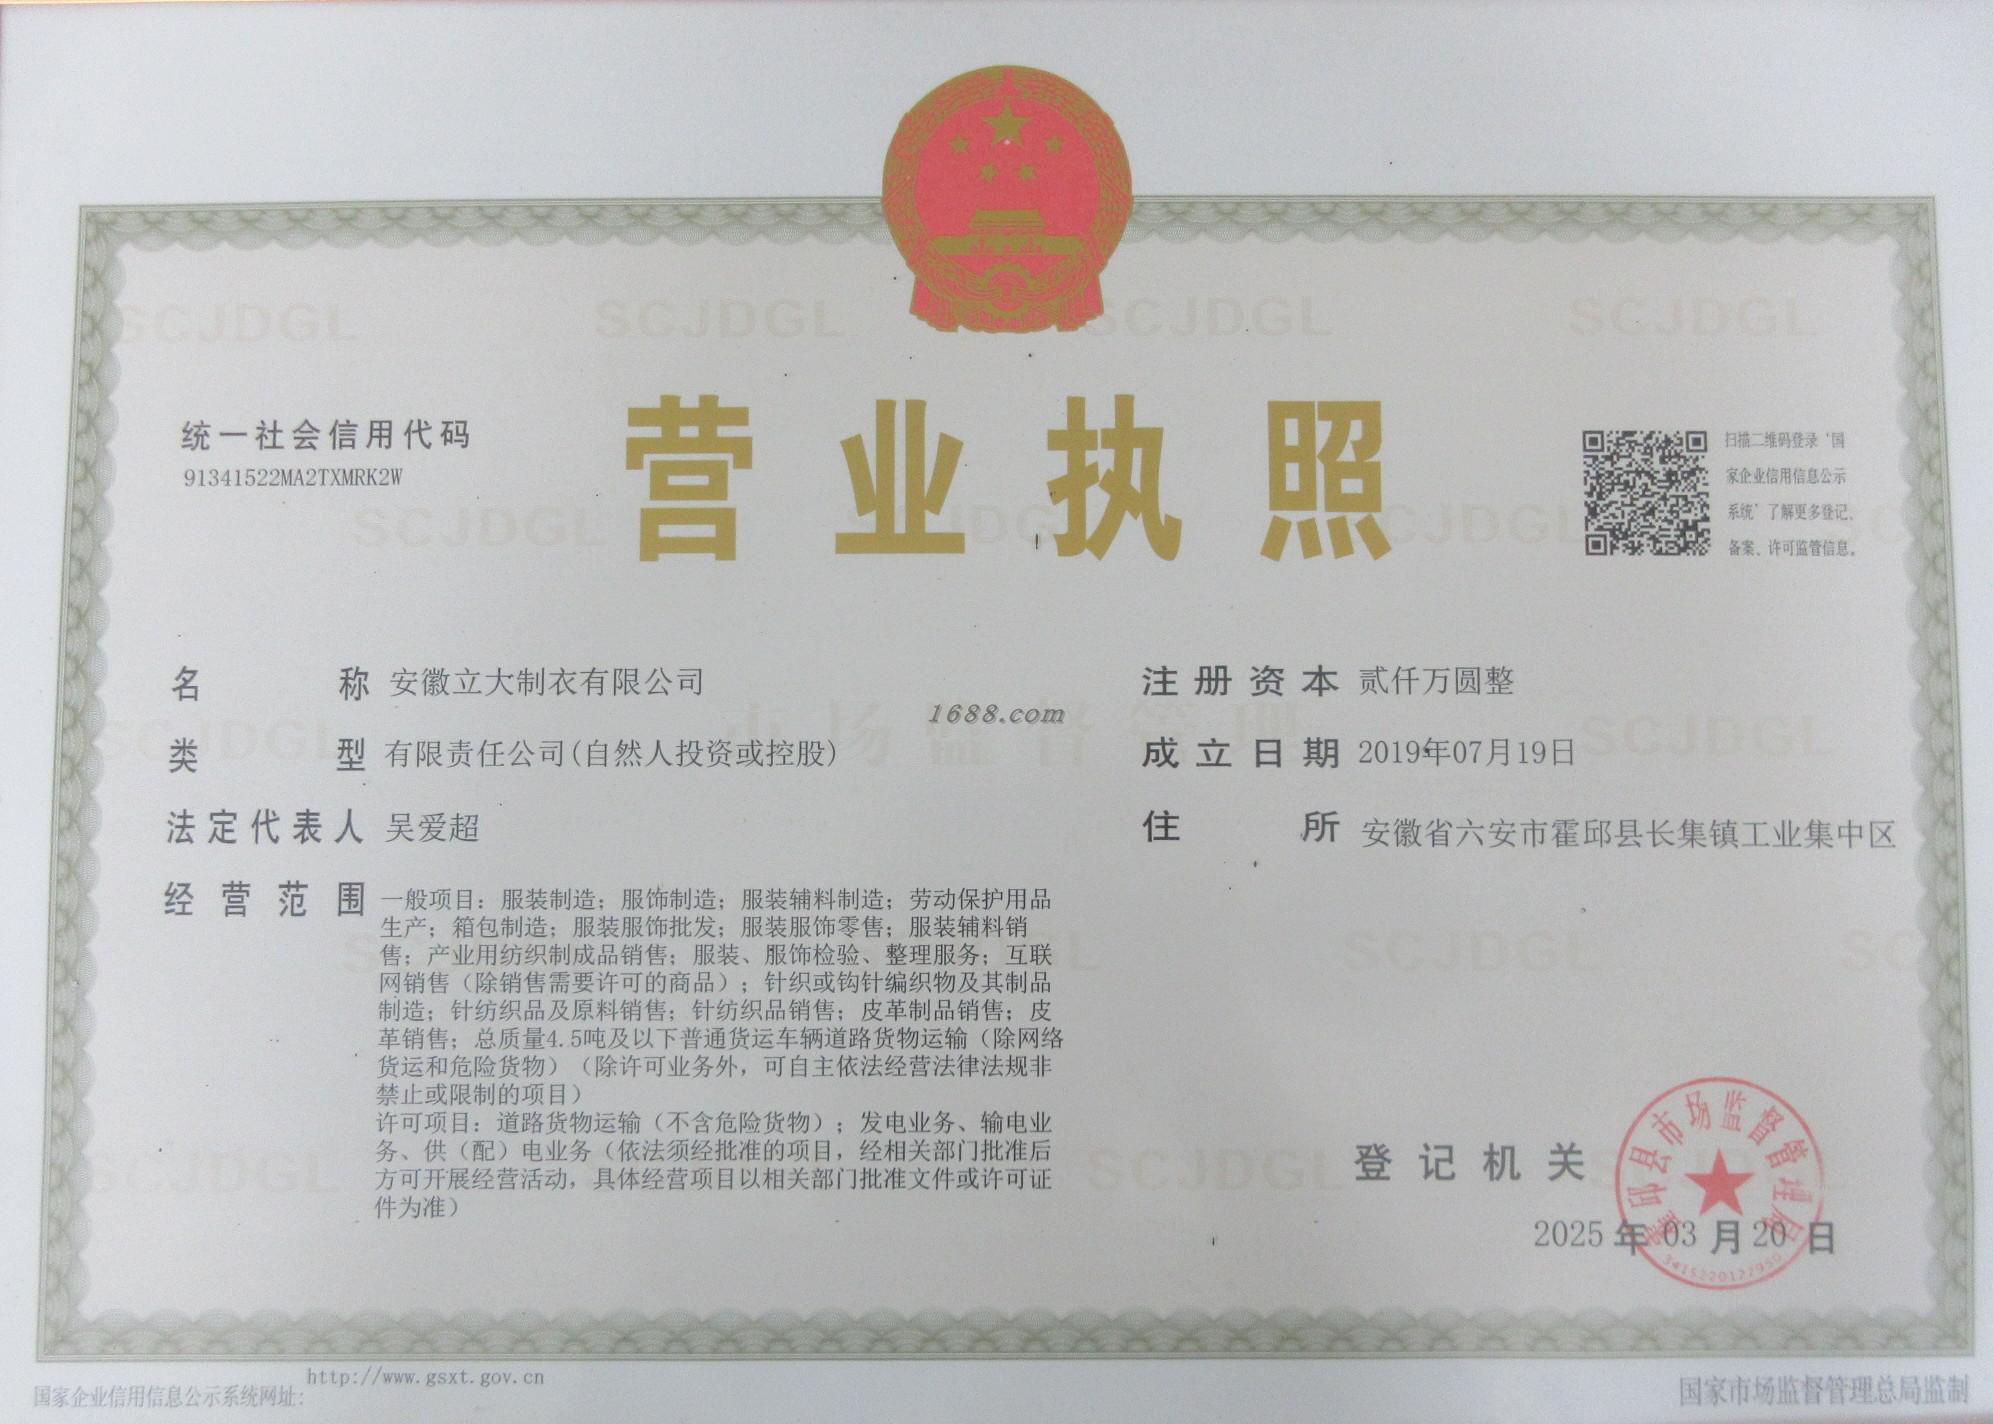 营业执照
统一社会信用代码
91341522MA2TXMRK2W
扫描二维码登录‘国
家企业信用信息公示
系统’了解更多登记、
备案、许可监管信息。
名称 安徽立大制衣有限公司
类型 有限责任公司(自然人投资或控股)
法定代表人 吴爱超
经营范围 一般项目：服装制造；服饰制造；服装辅料制造；劳动保护用品
生产；箱包制造；服装服饰批发；服装服饰零售；服装辅料销
售；产业用纺织制成品销售；服装、服饰检验、整理服务；互联
网销售（除销售需要许可的商品）；针织或钩针编织物及其制品
制造；针纺织品及原料销售；针纺织品销售；皮革制品销售；皮
革销售；总质量4.5吨及以下普通货运车辆道路货物运输（除网络
货运和危险货物）（除许可业务外，可自主依法经营法律法规非
禁止或限制的项目）
许可项目：道路货物运输（不含危险货物）；发电业务、输电业
务、供（配）电业务（依法须经批准的项目，经相关部门批准后
方可开展经营活动，具体经营项目以相关部门批准文件或许可证
件为准）
注册资本 贰仟万圆整
成立日期 2019年07月19日
住所 安徽省六安市霍邱县长集镇工业集中区
1688.com
登记机关
霍邱县市场监督管理局
2025年03月20日
3415220122950
SCJDGL
市场监督管理
国家企业信用信息公示系统网址：
http://www.gsxt.gov.cn
国家市场监督管理总局监制